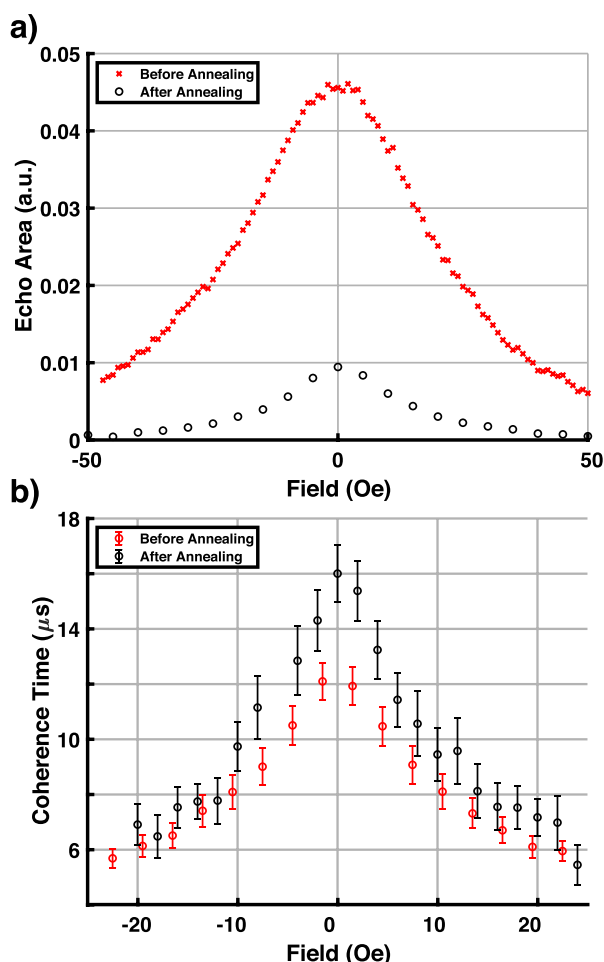 a)
0.05
0.04
0.03
0.02
0.01
0
Echo Area (a.u.)
Before Annealing
After Annealing
-50
0
50
Field (Oe)
b)
18
14
10
6
Coherence Time (μs)
Before Annealing
After Annealing
-20
-10
0
10
20
Field (Oe)